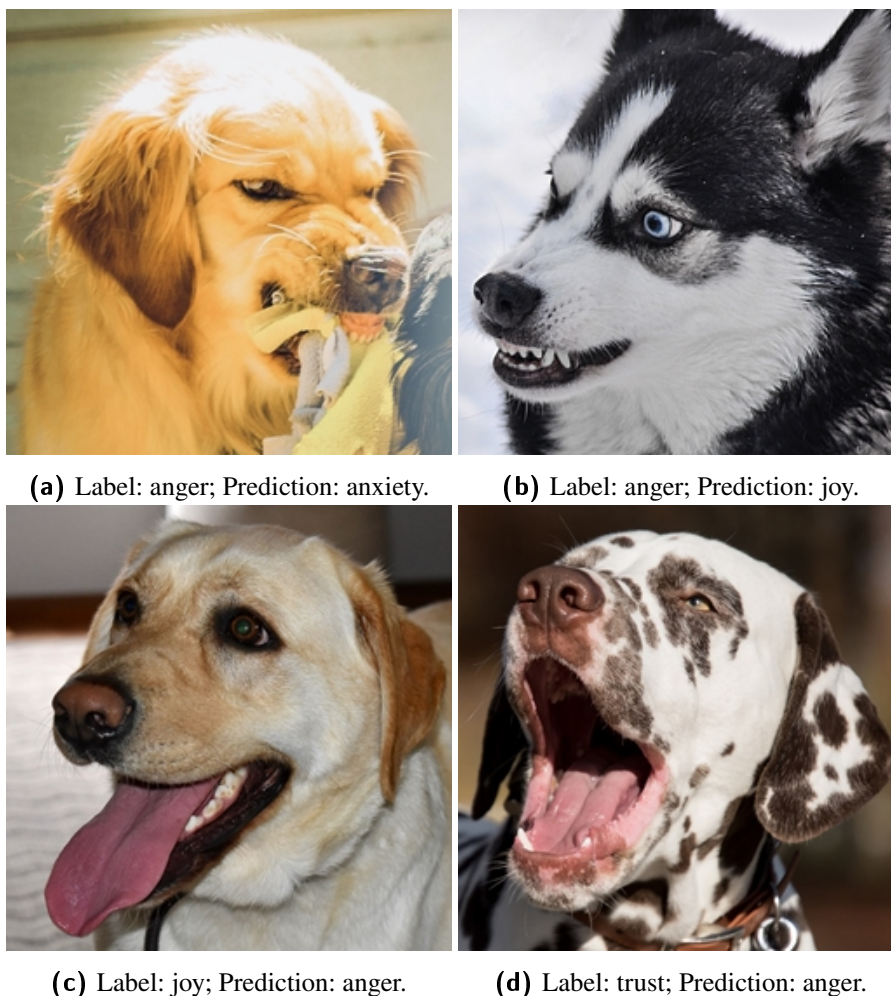 (a) Label: anger; Prediction: anxiety.
(b) Label: anger; Prediction: joy.
(c) Label: joy; Prediction: anger.
(d) Label: trust; Prediction: anger.